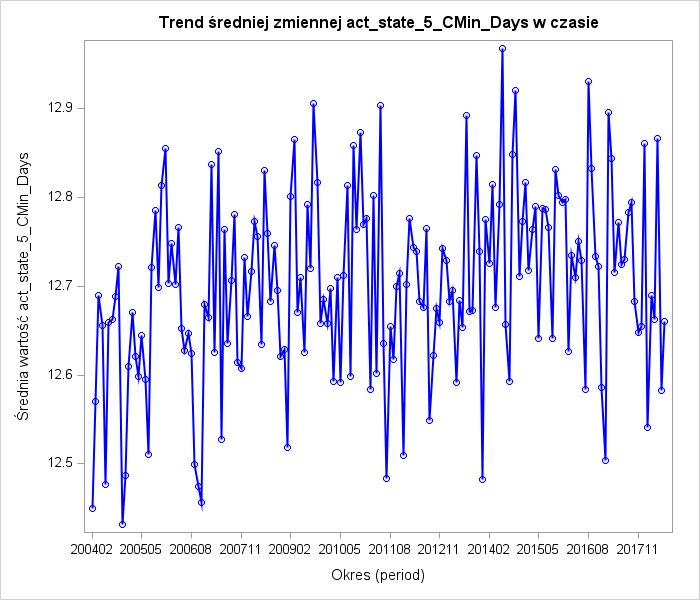 Trend średniej zmiennej act_state_5_CMin_Days w czasie
Średnia wartość act_state_5_CMin_Days
12.9
12.8
12.7
12.6
12.5
200402 200505 200608 200711 200902 201005 201108 201211 201402 201505 201608 201711
Okres (period)